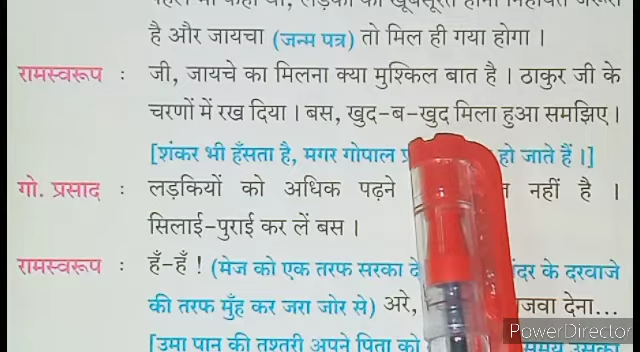 है और जायचा (जन्म पत्र) तो मिल ही गया होगा ।
रामस्वरूप : जी, जायचे का मिलना क्या मुश्किल बात है । ठाकुर जी के
चरणों में रख दिया । बस, खुद-ब-खुद मिला हुआ समझिए ।
[शंकर भी हँसता है, मगर गोपाल हो जाते हैं ।]
गो. प्रसाद : लड़कियों को अधिक पढ़ने नहीं है ।
सिलाई-पुराई कर लें बस ।
रामस्वरूप : हँ-हँ ! (मेज को एक तरफ सरका के दरवाजे
की तरफ मुँह कर जरा जोर से) अरे, देना...
PowerDirector
[उमा पान की तश्तरी अपने पिता को